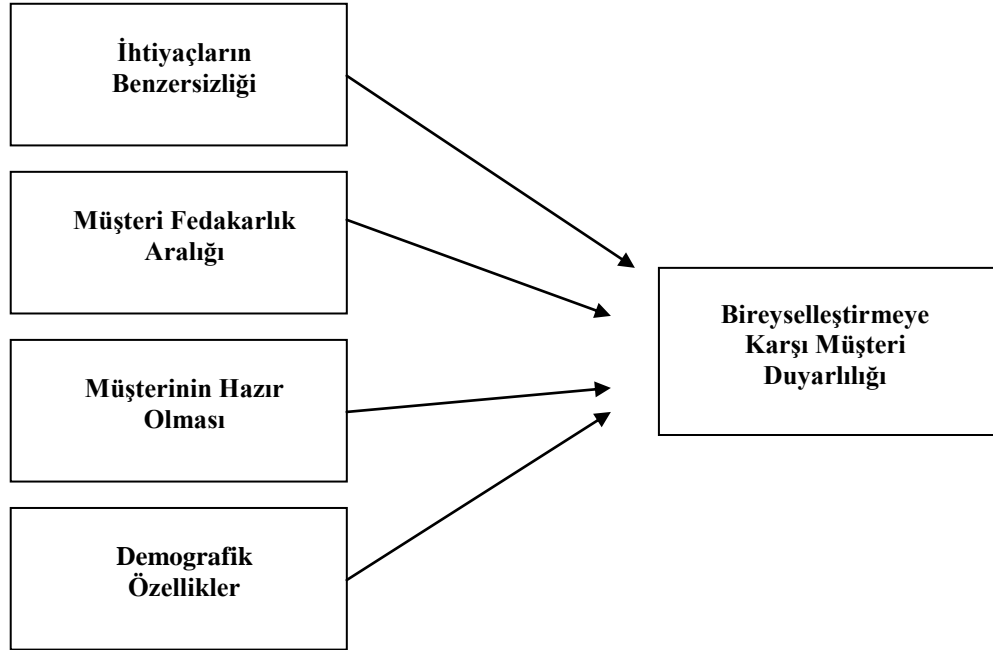 İhtiyaçların
Benzersizliği
Müşteri Fedakarlık
Aralığı
Müşterinin Hazır
Olması
Demografik
Özellikler
Bireyselleştirmeye
Karşı Müşteri
Duyarlılığı